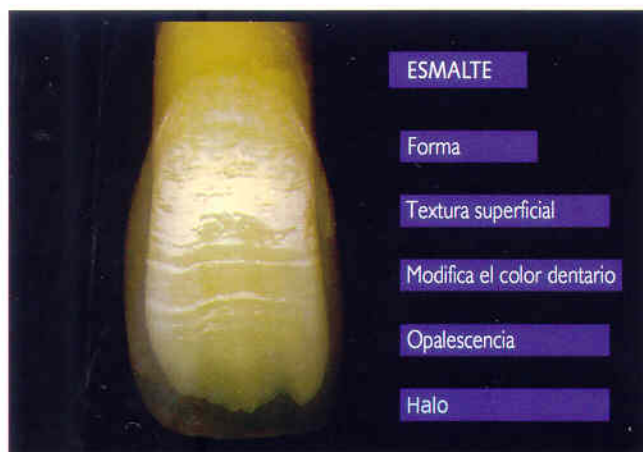 ESMALTE
Forma
Textura superficial
Modifica el color dentario
Opalescencia
Halo